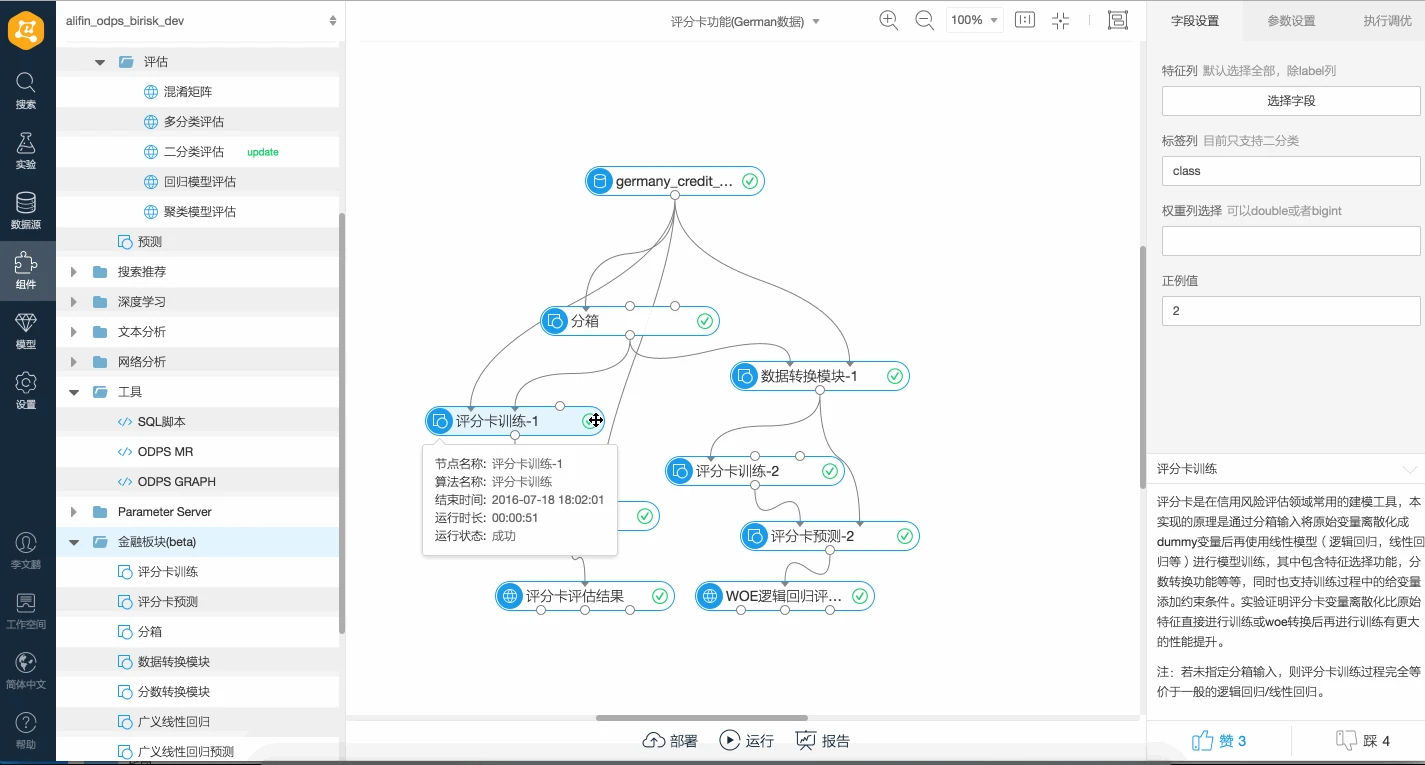 alifin_odps_birisk_dev
评分卡功能(German数据)
100%
字段设置
参数设置
执行调优
搜索
实验
数据源
组件
模型
设置
李文鹏
工作空间
简体中文
帮助
评估
混淆矩阵
多分类评估
二分类评估 update
回归模型评估
聚类模型评估
预测
搜索推荐
深度学习
文本分析
网络分析
工具
SQL脚本
ODPS MR
ODPS GRAPH
Parameter Server
金融板块(beta)
评分卡训练
评分卡预测
分箱
数据转换模块
分数转换模块
广义线性回归
广义线性回归预测
germany_credit_...
分箱
数据转换模块-1
评分卡训练-1
节点名称: 评分卡训练-1
算法名称: 评分卡训练
结束时间: 2016-07-18 18:02:01
运行时长: 00:00:51
运行状态: 成功
评分卡训练-2
评分卡预测-2
评分卡评估结果
WOE逻辑回归评...
部署
运行
报告
特征列 默认选择全部，除label列
选择字段
标签列 目前只支持二分类
class
权重列选择 可以double或者bigint
正例值
2
评分卡训练
评分卡是在信用风险评估领域常用的建模工具，本
实现的原理是通过分箱输入将原始变量离散化成
dummy变量后再使用线性模型（逻辑回归，线性回
归等）进行模型训练，其中包含特征选择功能，分
数转换功能等等，同时也支持训练过程中的给变量
添加约束条件。实验证明评分卡变量离散化比原始
特征直接进行训练或woe转换后再进行训练有更大
的性能提升。
注：若未指定分箱输入，则评分卡训练过程完全等
价于一般的逻辑回归/线性回归。
赞 3
踩 4